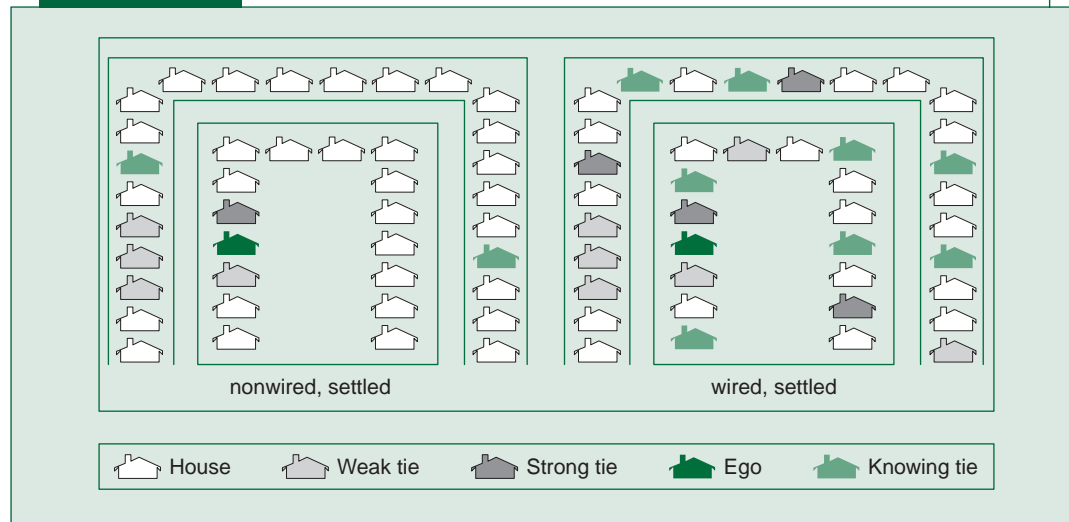 nonwired, settled
wired, settled
House
Weak tie
Strong tie
Ego
Knowing tie